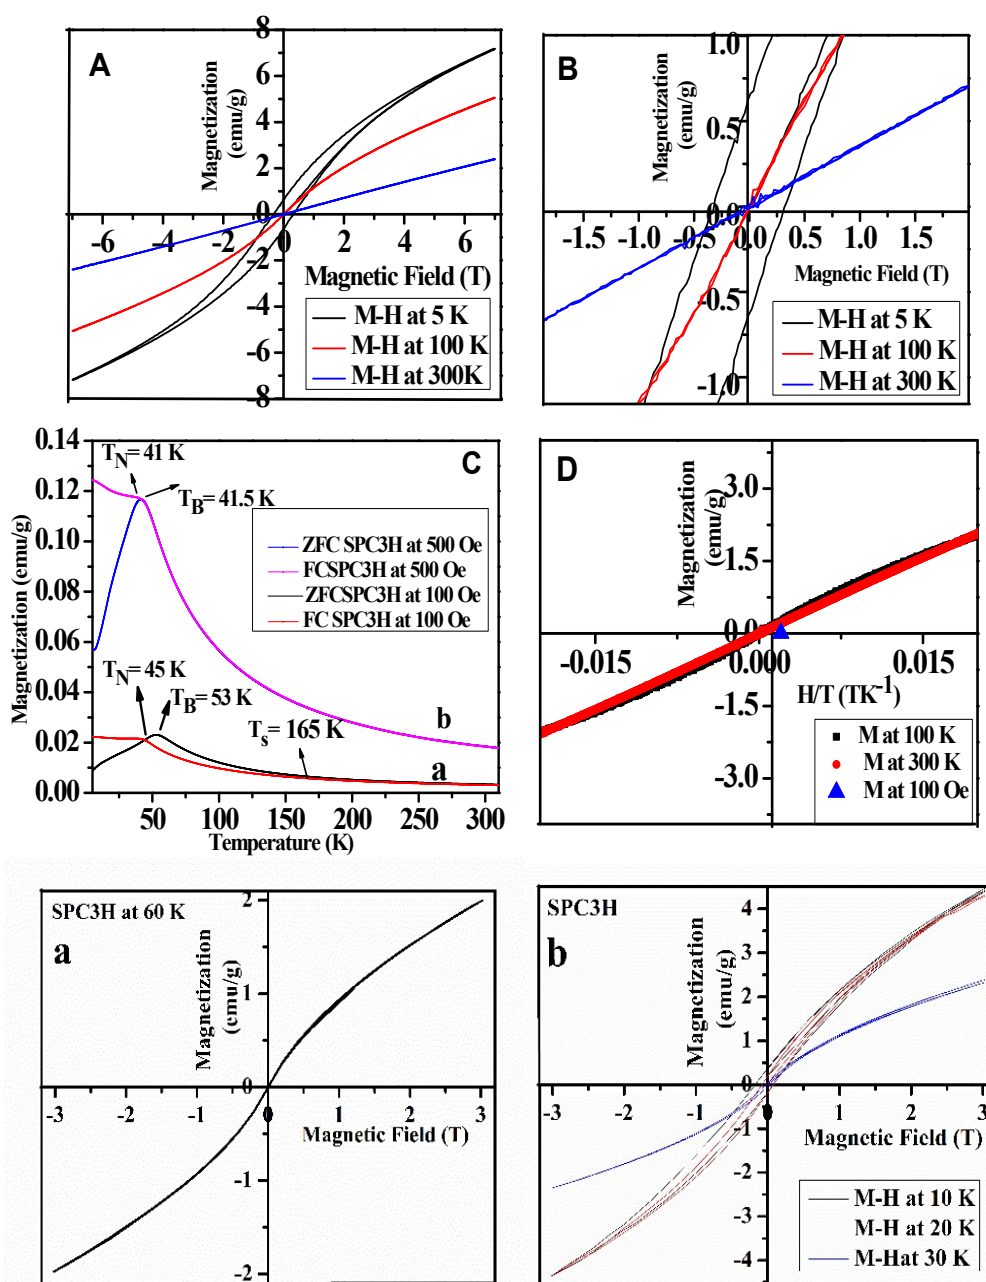 A
Magnetization
(emu/g)
8
6
4
2
0
-2
-4
-6
-8
-6 -4 -2 0 2 4 6
Magnetic Field (T)
M-H at 5 K
M-H at 100 K
M-H at 300K
B
Magnetization
(emu/g)
1.0
0.5
0.0
-0.5
-1.0
-1.5 -1.0 -0.5 0.0 0.5 1.0 1.5
Magnetic Field (T)
M-H at 5 K
M-H at 100 K
M-H at 300 K
C
Magnetization (emu/g)
0.14
0.12
0.10
0.08
0.06
0.04
0.02
0.00
TN= 41 K
TB= 41.5 K
ZFC SPC3H at 500 Oe
FCSPC3H at 500 Oe
ZFCSPC3H at 100 Oe
FC SPC3H at 100 Oe
TN= 45 K
TB= 53 K
Ts= 165 K
b
a
50 100 150 200 250 300
Temperature (K)
D
Magnetization
(emu/g)
3.0
1.5
0.0
-1.5
-3.0
-0.015 0.000 0.015
H/T (TK-1)
M at 100 K
M at 300 K
M at 100 Oe
SPC3H at 60 K
a
Magnetization
(emu/g)
2
1
0
-1
-2
-3 -2 -1 0 1 2 3
Magnetic Field (T)
SPC3H
b
Magnetization
(emu/g)
4
3
2
1
0
-1
-2
-3
-4
-3 -2 -1 0 1 2 3
Magnetic Field (T)
M-H at 10 K
M-H at 20 K
M-Hat 30 K